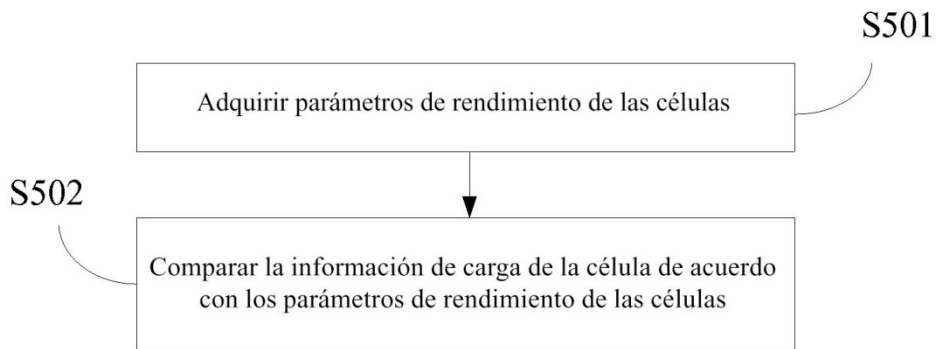 S501
Adquirir parámetros de rendimiento de las células
S502
Comparar la información de carga de la célula de acuerdo
con los parámetros de rendimiento de las células